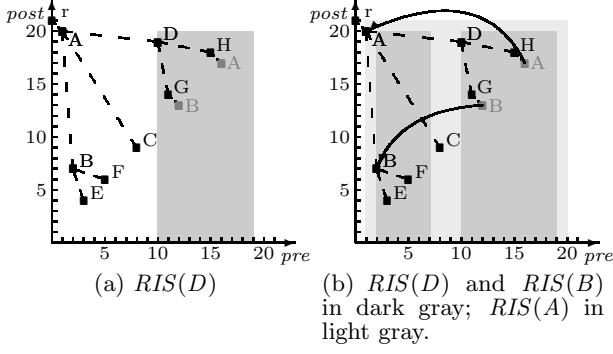 post
r
20
A
D
H
A
15
G
B
10
C
B
F
5
E
5
10
15
20
pre
(a) RIS(D)
post
r
20
A
D
H
A
15
G
B
10
C
B
F
5
E
5
10
15
20
pre
(b) RIS(D) and RIS(B)
in dark gray; RIS(A) in
light gray.